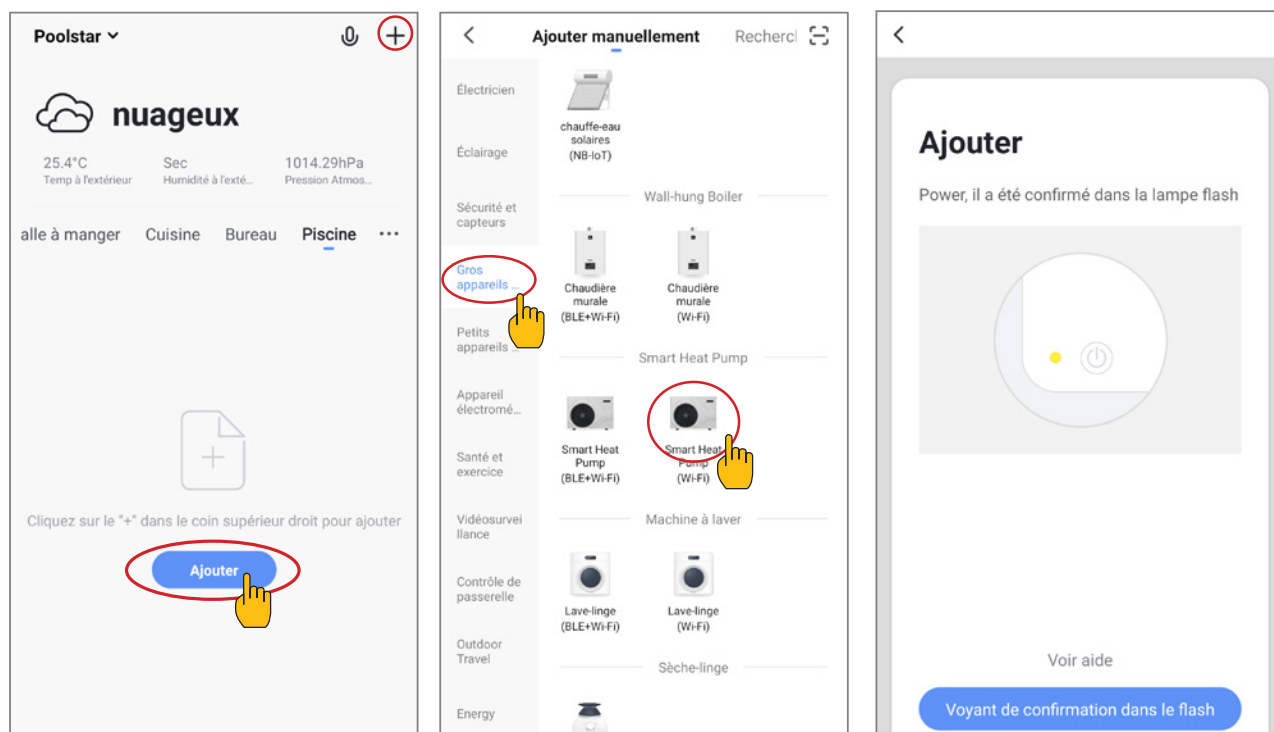 Poolstar
nuageux
25.4°C Sec 1014.29hPa
Temp à l'extérieur Humidité à l'exté... Pression Atmos...
alle à manger Cuisine Bureau Piscine ...
Cliquez sur le "+" dans le coin supérieur droit pour ajouter
Ajouter
Ajouter manuellement Recherc
Électricien
Éclairage
Sécurité et
capteurs
Gros
appareils ...
Petits
appareils ...
Appareil
électromé...
Santé et
exercice
Vidéosurvei
llance
Contrôle de
passerelle
Outdoor
Travel
Energy
chauffe-eau
solaires
(NB-IoT)
Wall-hung Boiler
Chaudière
murale
(BLE+Wi-Fi)
Chaudière
murale
(Wi-Fi)
Smart Heat Pump
Smart Heat
Pump
(BLE+Wi-Fi)
Smart Heat
Pump
(Wi-Fi)
Machine à laver
Lave-linge
(BLE+Wi-Fi)
Lave-linge
(Wi-Fi)
Sèche-linge
Ajouter
Power, il a été confirmé dans la lampe flash
Voir aide
Voyant de confirmation dans le flash